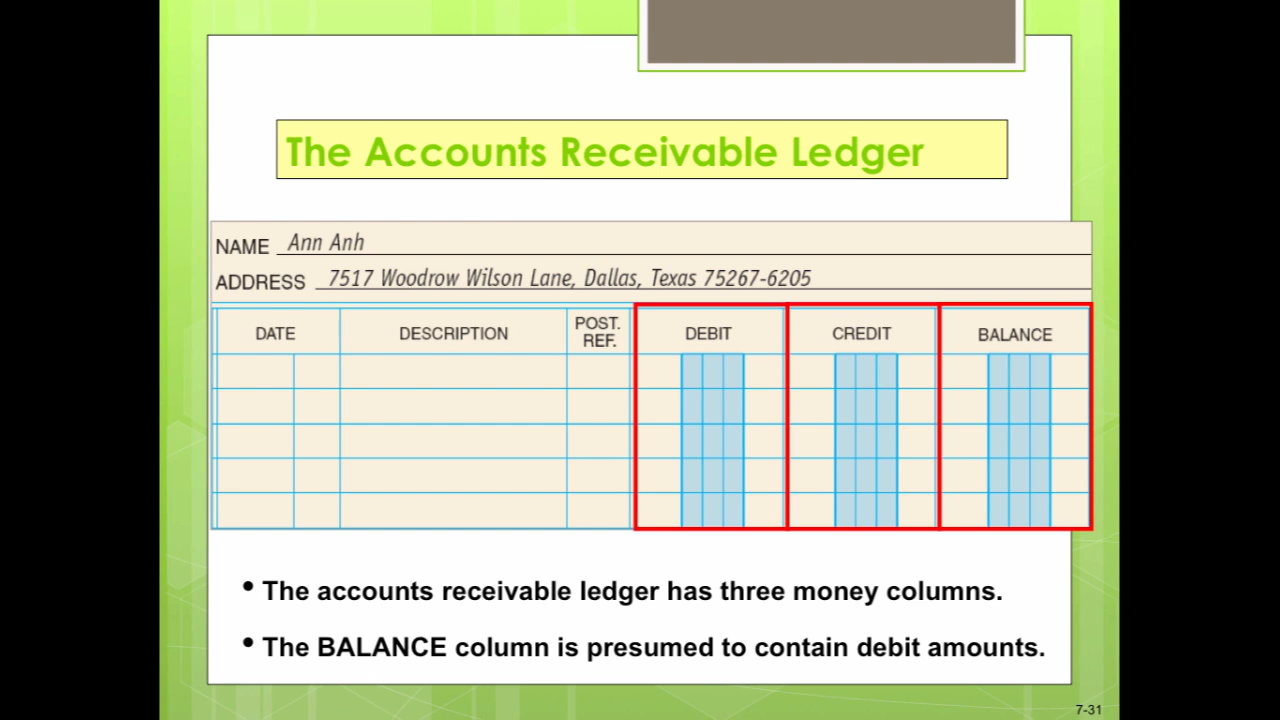 The Accounts Receivable Ledger
NAME Ann Anh
ADDRESS 7517 Woodrow Wilson Lane, Dallas, Texas 75267-6205
DATE DESCRIPTION POST. REF. DEBIT CREDIT BALANCE
• The accounts receivable ledger has three money columns.
• The BALANCE column is presumed to contain debit amounts.
7-31